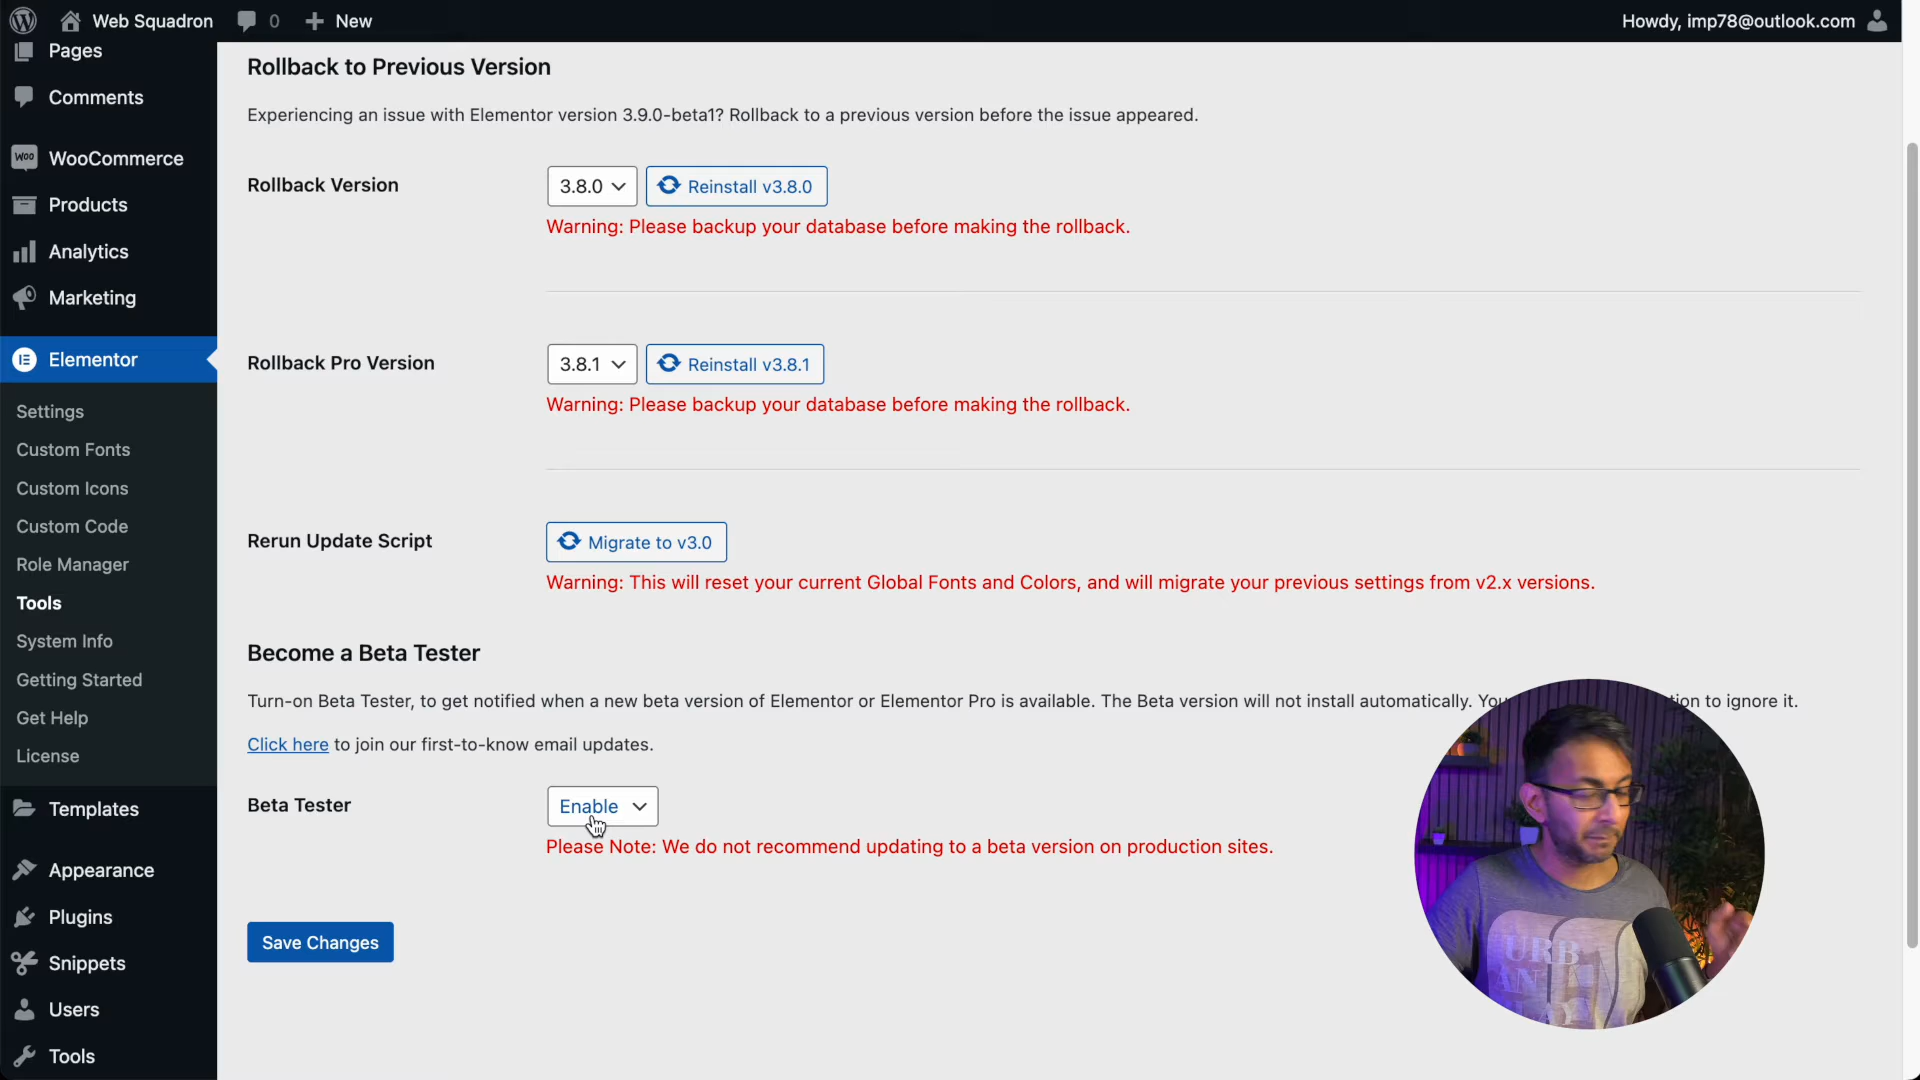 Web Squadron 0 New Howdy, imp78@outlook.com
Pages
Comments
WooCommerce
Products
Analytics
Marketing
Elementor
Settings
Custom Fonts
Custom Icons
Custom Code
Role Manager
Tools
System Info
Getting Started
Get Help
License
Templates
Appearance
Plugins
Snippets
Users
Tools
Rollback to Previous Version
Experiencing an issue with Elementor version 3.9.0-beta1? Rollback to a previous version before the issue appeared.
Rollback Version 3.8.0 Reinstall v3.8.0
Warning: Please backup your database before making the rollback.
Rollback Pro Version 3.8.1 Reinstall v3.8.1
Warning: Please backup your database before making the rollback.
Rerun Update Script Migrate to v3.0
Warning: This will reset your current Global Fonts and Colors, and will migrate your previous settings from v2.x versions.
Become a Beta Tester
Turn-on Beta Tester, to get notified when a new beta version of Elementor or Elementor Pro is available. The Beta version will not install automatically. to ignore it.
Click here to join our first-to-know email updates.
Beta Tester Enable
Please Note: We do not recommend updating to a beta version on production sites.
Save Changes
URB
AN